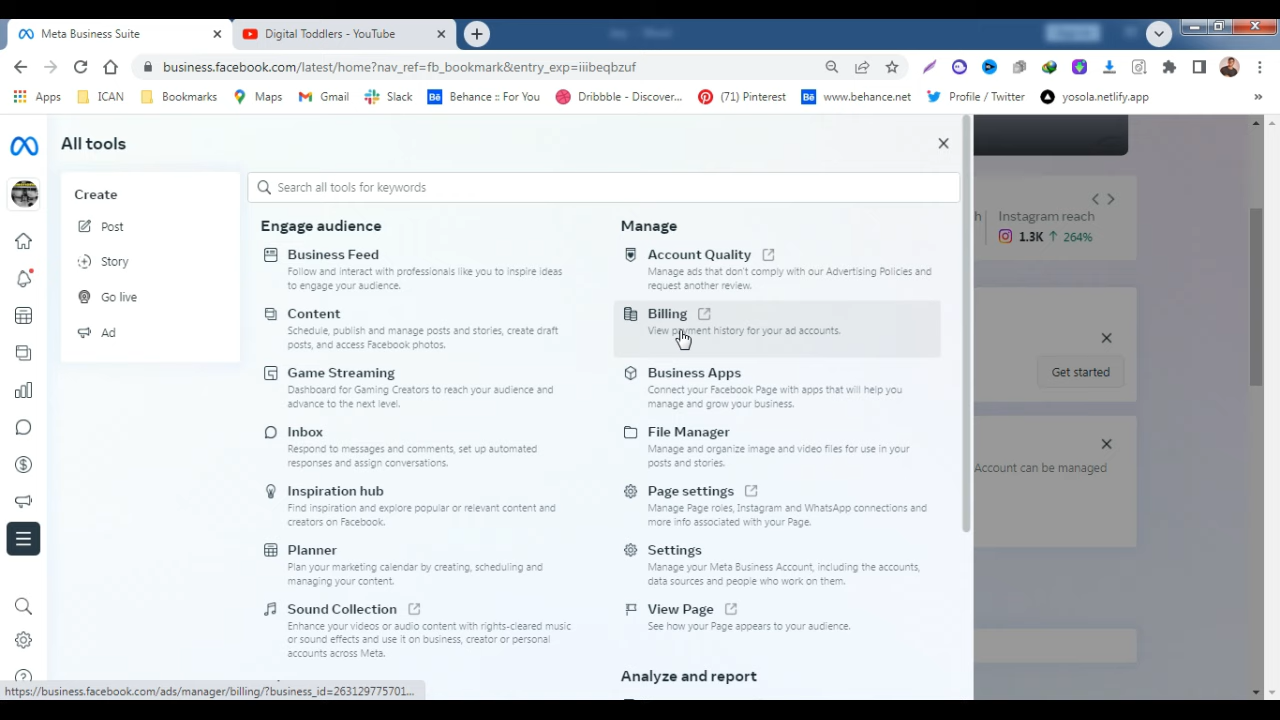 Meta Business Suite
Digital Toddlers - YouTube
business.facebook.com/latest/home?nav_ref=fb_bookmark&entry_exp=iiibeqbzuf
Apps
ICAN
Bookmarks
Maps
Gmail
Slack
Behance :: For You
Dribbble - Discover...
(71) Pinterest
www.behance.net
Profile / Twitter
yosola.netlify.app
»
All tools
Create
Post
Story
Go live
Ad
Search all tools for keywords
Engage audience
Business Feed
Follow and interact with professionals like you to inspire ideas
to engage your audience.
Content
Schedule, publish and manage posts and stories, create draft
posts, and access Facebook photos.
Game Streaming
Dashboard for Gaming Creators to reach your audience and
advance to the next level.
Inbox
Respond to messages and comments, set up automated
responses and assign conversations.
Inspiration hub
Find inspiration and explore popular or relevant content and
creators on Facebook.
Planner
Plan your marketing calendar by creating, scheduling and
managing your content.
Sound Collection
Enhance your videos or audio content with rights-cleared music
or sound effects and use it on business, creator or personal
accounts across Meta.
Manage
Account Quality
Manage ads that don't comply with our Advertising Policies and
request another review.
Billing
View payment history for your ad accounts.
Business Apps
Connect your Facebook Page with apps that will help you
manage and grow your business.
File Manager
Manage and organize image and video files for use in your
posts and stories.
Page settings
Manage Page roles, Instagram and WhatsApp connections and
more info associated with your Page.
Settings
Manage your Meta Business Account, including the accounts,
data sources and people who work on them.
View Page
See how your Page appears to your audience.
Analyze and report
Instagram reach
1.3K ↑ 264%
Get started
Account can be managed
https://business.facebook.com/ads/manager/billing/?business_id=263129775701...